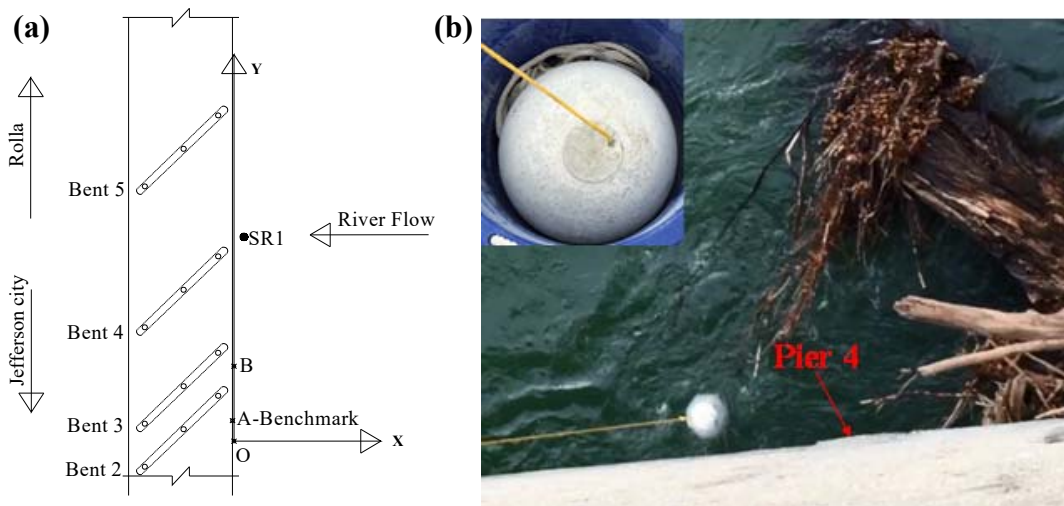 (a)
(b)
Y
Rolla
Bent 5
River Flow
SR1
Jefferson city
Bent 4
B
Bent 3
A-Benchmark
X
O
Bent 2
Pier 4